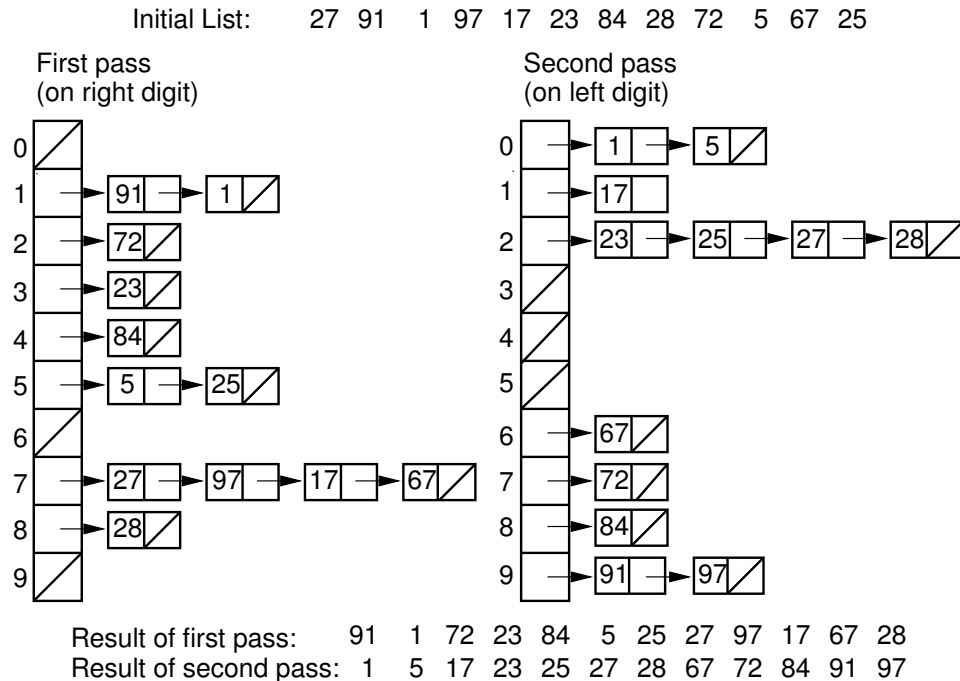 Initial List: 27 91 1 97 17 23 84 28 72 5 67 25
First pass
(on right digit)
0
1 91 1
2 72
3 23
4 84
5 5 25
6
7 27 97 17 67
8 28
9
Second pass
(on left digit)
0 1 5
1 17
2 23 25 27 28
3
4
5
6 67
7 72
8 84
9 91 97
Result of first pass: 91 1 72 23 84 5 25 27 97 17 67 28
Result of second pass: 1 5 17 23 25 27 28 67 72 84 91 97